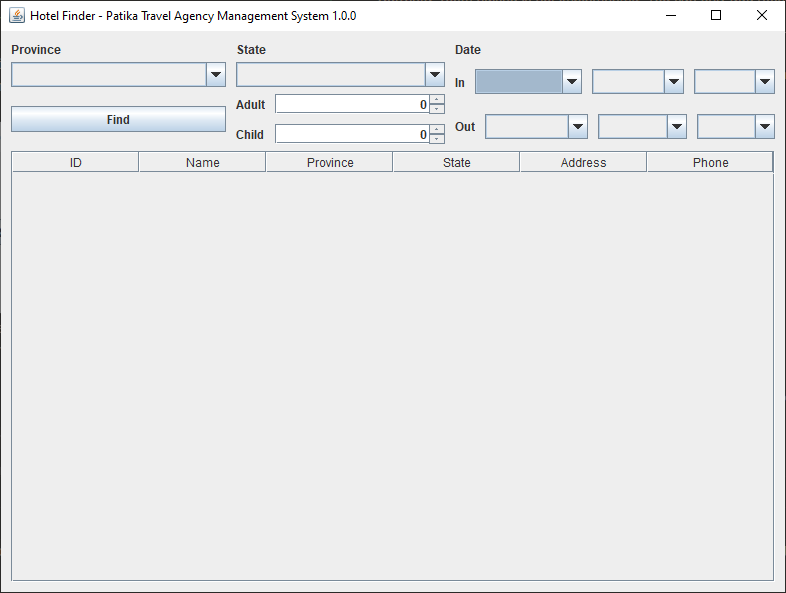 Hotel Finder - Patika Travel Agency Management System 1.0.0
Province
State
Date
In
Adult 0
Find
Child 0
Out
ID Name Province State Address Phone